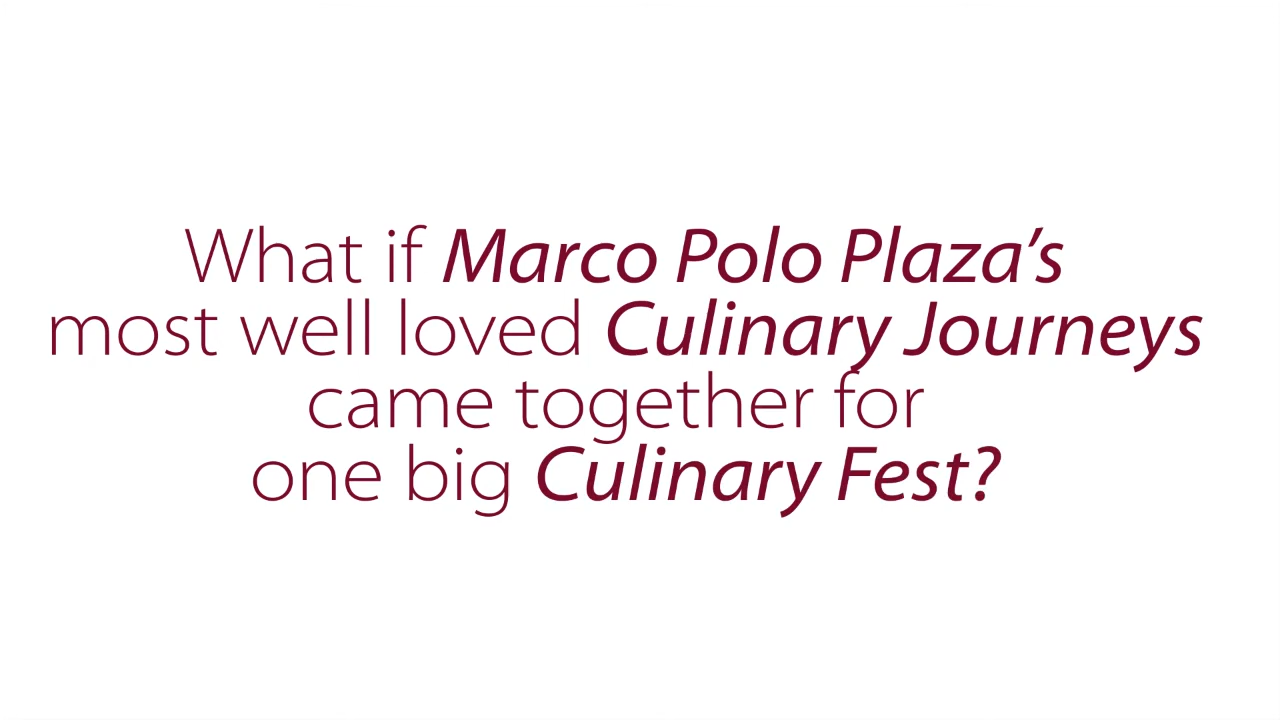 What if Marco Polo Plaza’s
most well loved Culinary Journeys
came together for
one big Culinary Fest?